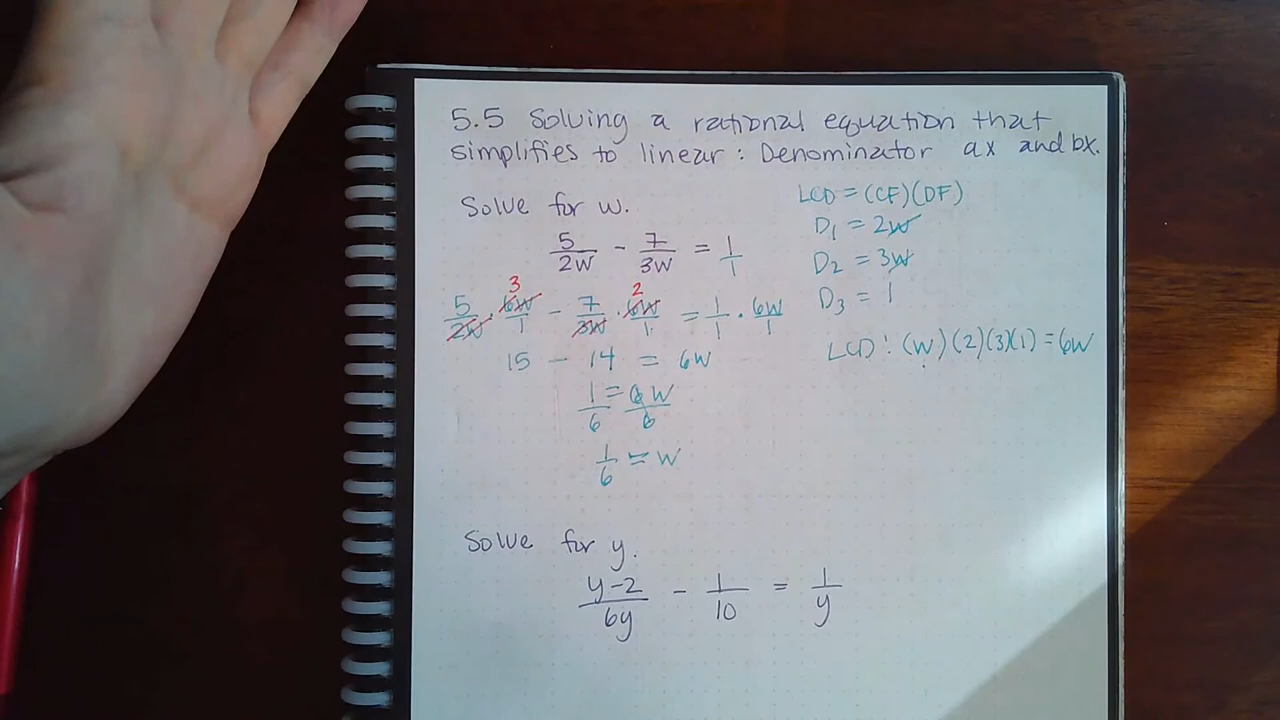 5.5 Solving a rational equation that
simplifies to linear : Denominator ax and bx.
Solve for w.
5/2w - 7/3w = 1/1
5/2w · 6w/1 - 7/3w · 6w/1 = 1/1 · 6w/1
3 2
15 - 14 = 6w
1/6 = 6w/6
1/6 = w
LCD = (CF)(DF)
D₁ = 2w
D₂ = 3w
D₃ = 1
LCD : (w)(2)(3)(1) = 6w
Solve for y.
y-2/6y - 1/10 = 1/y